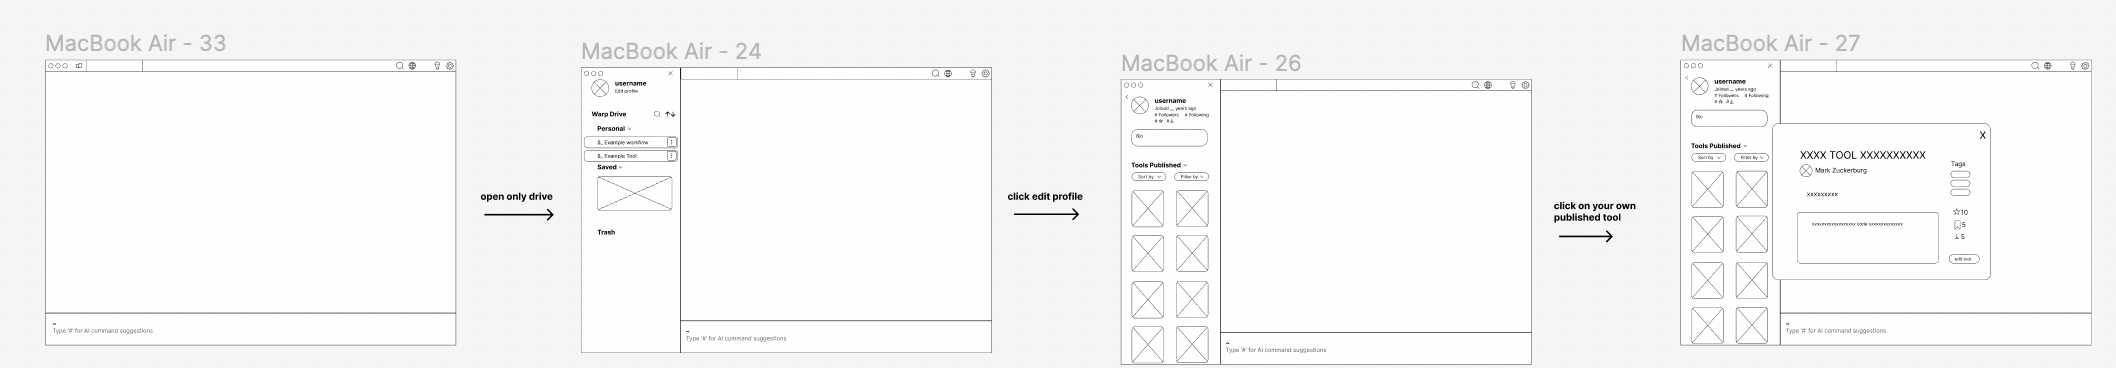 MacBook Air - 33
~
Type '#' for AI command suggestions
open only drive
MacBook Air - 24
username
Edit profile
Warp Drive
Personal
$_ Example workflow
$_ Example Tool
Saved
Trash
~
Type '#' for AI command suggestions
click edit profile
MacBook Air - 26
username
Joined __ years ago
# Followers # Following
# #
Bio
Tools Published
Sort by
Filter by
~
Type '#' for AI command suggestions
click on your own
published tool
MacBook Air - 27
username
Joined __ years ago
# Followers # Following
# #
Bio
Tools Published
Sort by
Filter by
X
XXXX TOOL XXXXXXXXXX
Mark Zuckerburg
xxxxxxxxx
Tags
10
5
5
edit tool
~
Type '#' for AI command suggestions